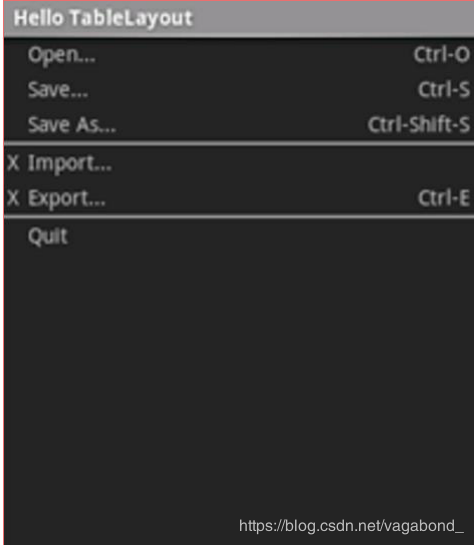 Hello TableLayout
Open... Ctrl-O
Save... Ctrl-S
Save As... Ctrl-Shift-S
X Import...
X Export... Ctrl-E
Quit
https://blog.csdn.net/vagabond_